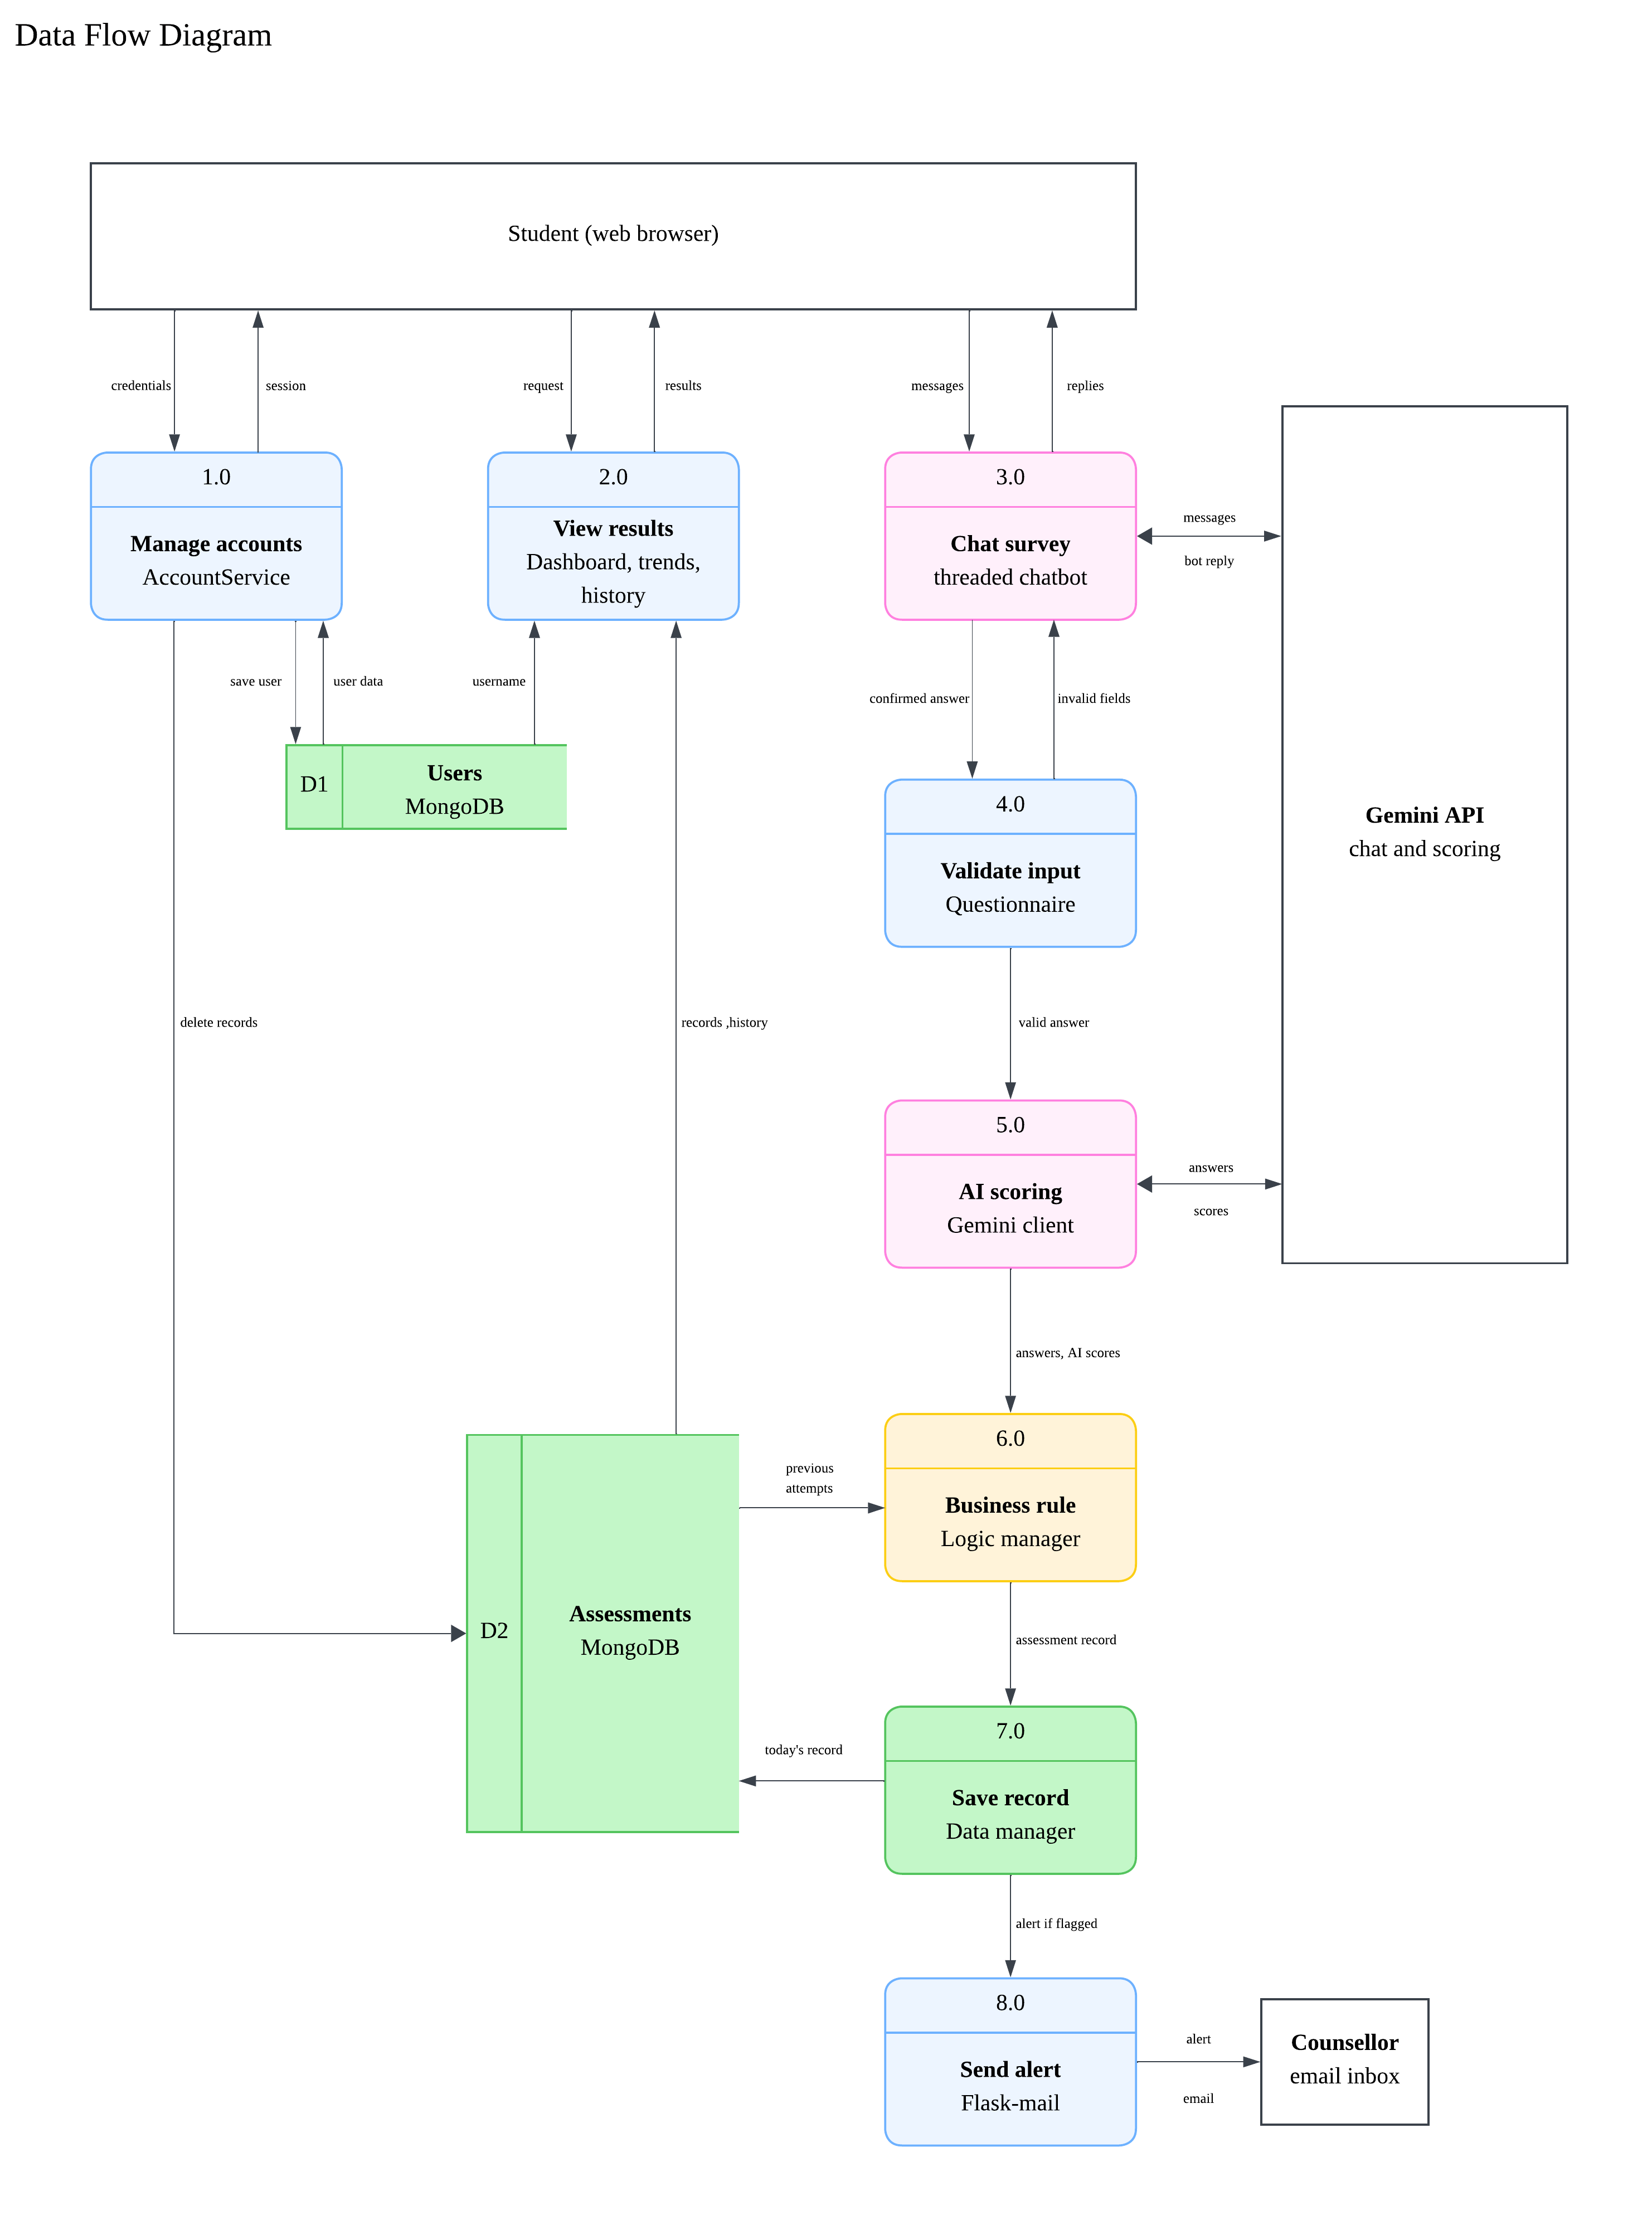 Data Flow Diagram
Student (web browser)
credentials
session
request
results
messages
replies
1.0
Manage accounts
AccountService
2.0
View results
Dashboard, trends,
history
3.0
Chat survey
threaded chatbot
messages
bot reply
save user
user data
username
confirmed answer
invalid fields
D1
Users
MongoDB
4.0
Validate input
Questionnaire
Gemini API
chat and scoring
delete records
records ,history
valid answer
5.0
AI scoring
Gemini client
answers
scores
answers, AI scores
6.0
Business rule
Logic manager
previous
attempts
D2
Assessments
MongoDB
assessment record
7.0
Save record
Data manager
today's record
alert if flagged
8.0
Send alert
Flask-mail
alert
email
Counsellor
email inbox